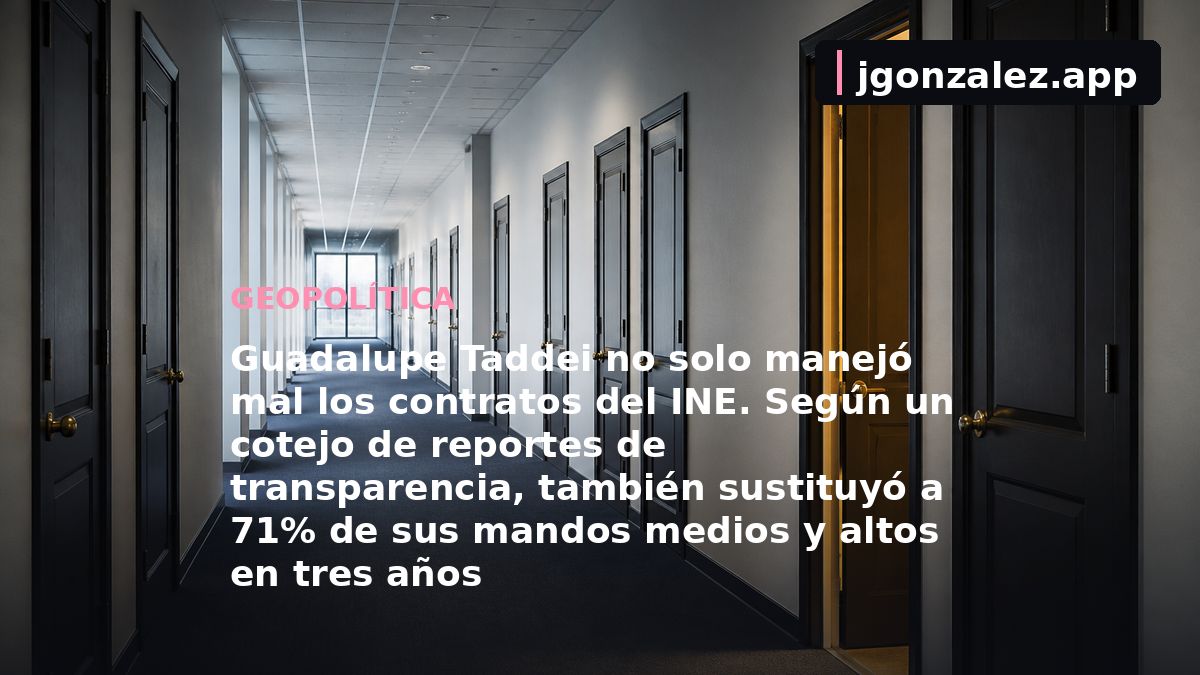 jgonzalez.app
GEOPOLÍTICA
Guadalupe Taddei no solo manejó
mal los contratos del INE. Según un
cotejo de reportes de
transparencia, también sustituyó a
71% de sus mandos medios y altos
en tres años